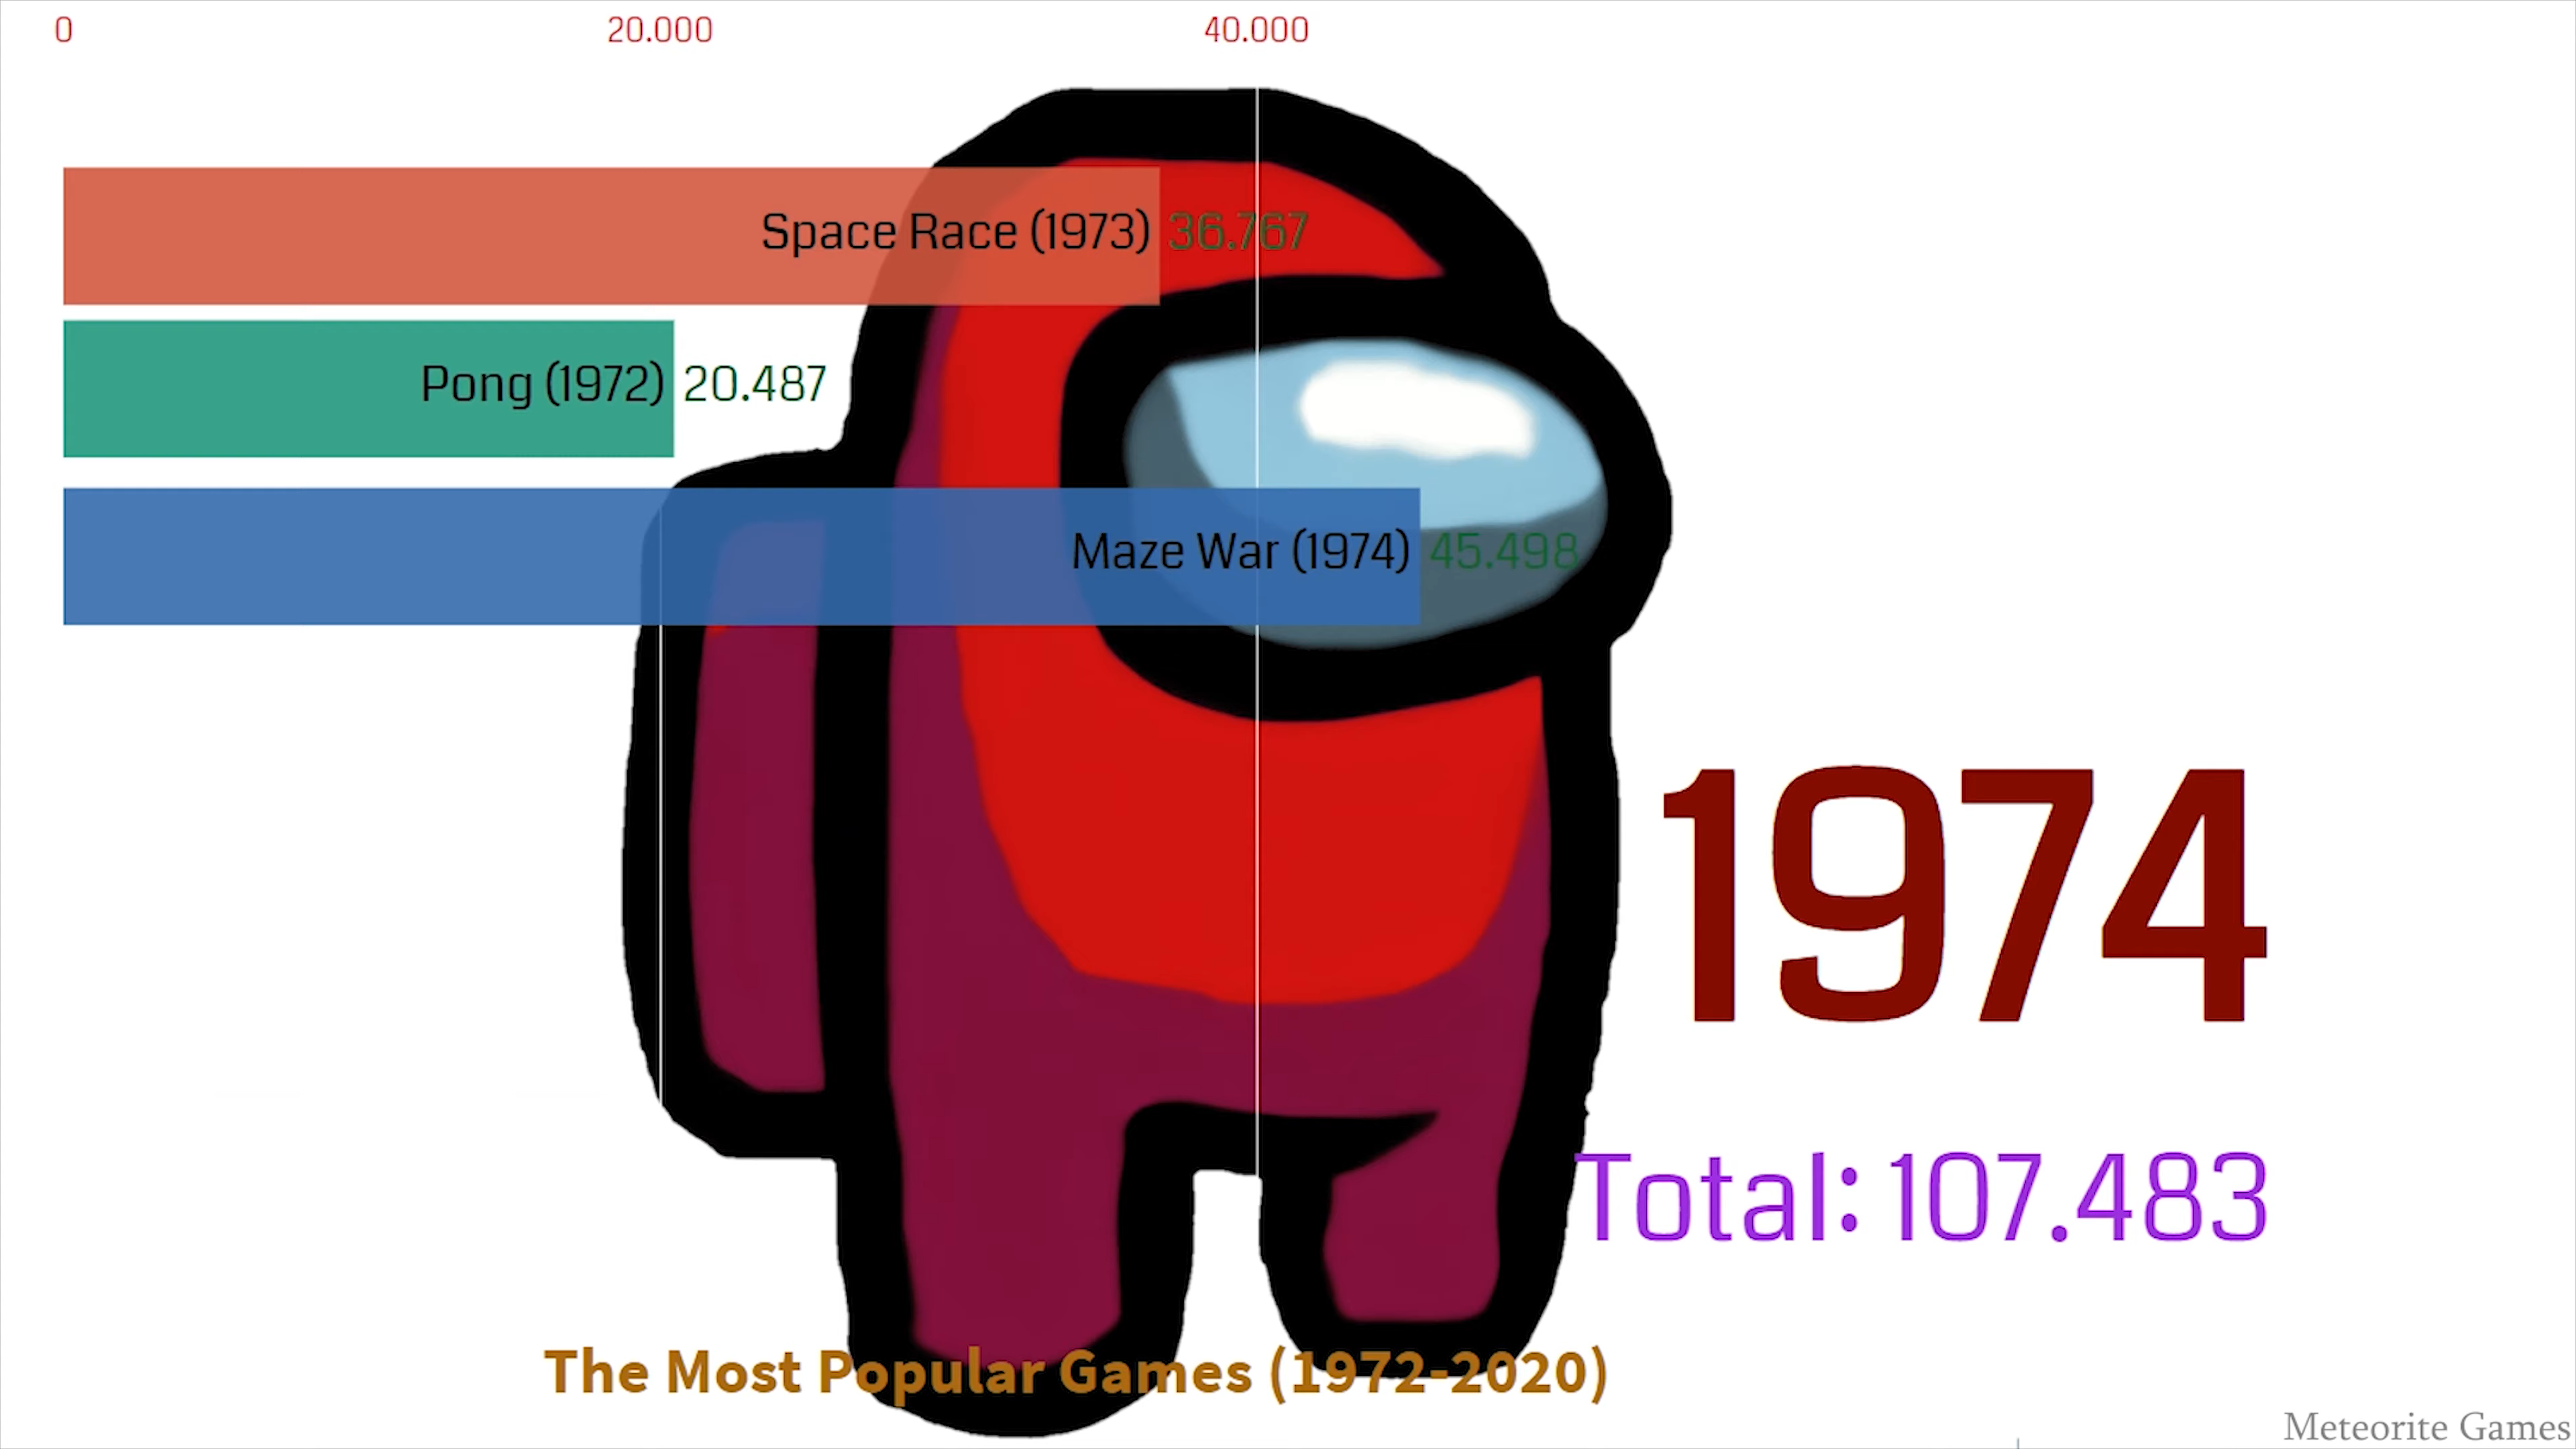 0 20.000 40.000
Space Race (1973) 36.767
Pong (1972) 20.487
Maze War (1974) 45.498
1974
Total: 107.483
The Most Popular Games (1972-2020)
Meteorite Games